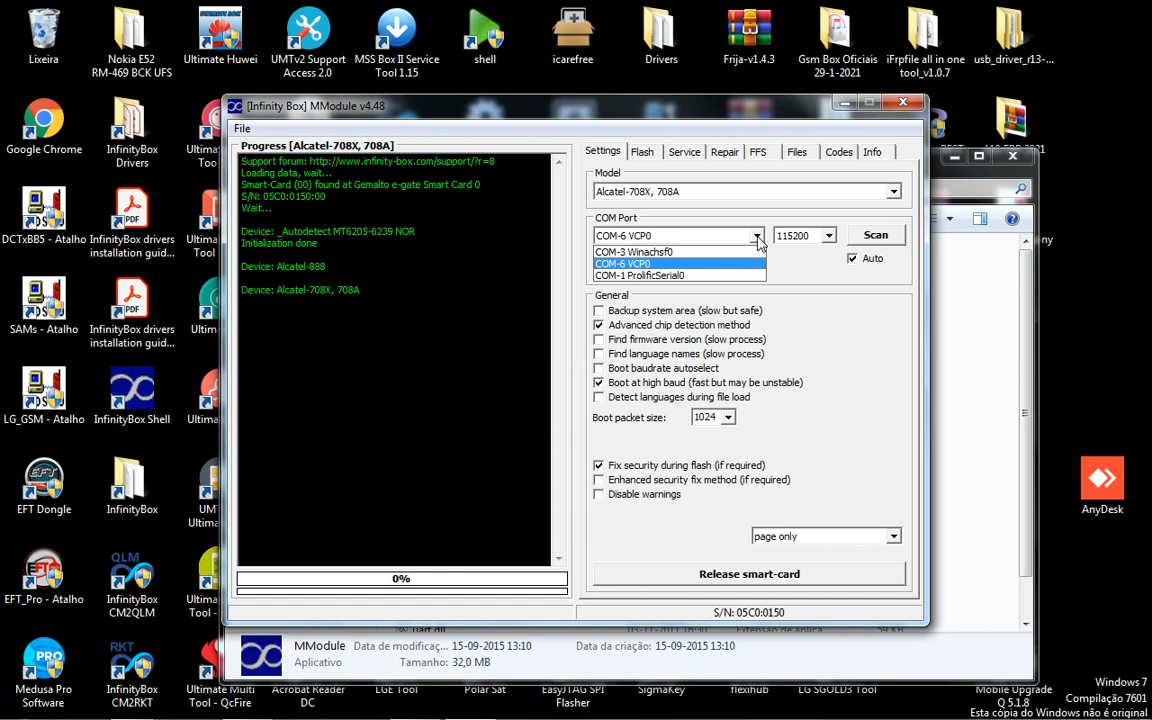 Lixeira
Nokia E52
RM-469 BCK UFS
Ultimate Huwei
UMTv2 Support
Access 2.0
MSS Box II Service
Tool 1.15
shell
icarefree
Drivers
Frija-v1.4.3
Gsm Box Oficiais
29-1-2021
iFrpfile all in one
tool_v1.0.7
usb_driver_r13-...
Google Chrome
InfinityBox
Drivers
DCTxBB5 - Atalho
InfinityBox drivers
installation guid...
SAMs - Atalho
InfinityBox drivers
installation guid...
LG_GSM - Atalho
InfinityBox Shell
EFT Dongle
InfinityBox
EFT_Pro - Atalho
QLM
InfinityBox
CM2QLM
PRO
Medusa Pro
Software
RKT
InfinityBox
CM2RKT
Ultimate Multi
Tool - QcFire
Acrobat Reader
DC
LGE Tool
Polar Sat
EasyJTAG SPI
Flasher
SigmaKey
flexihub
LG SGOLD3 Tool
Mobile Upgrade
Q 5.1.8
AnyDesk
[Infinity Box] MModule v4.48
File
Progress [Alcatel-708X, 708A]
Support forum: http://www.infinity-box.com/support/?r=8
Loading data, wait...
Smart-Card (00) found at Gemalto e-gate Smart Card 0
S/N: 05C0:0150:00
Wait...
Device: _Autodetect MT6205-6239 NOR
Initialization done
Device: Alcatel-888
Device: Alcatel-708X, 708A
0%
Settings
Flash
Service
Repair
FFS
Files
Codes
Info
Model
Alcatel-708X, 708A
COM Port
COM-6 VCP0
115200
Scan
COM-3 Winachsf0
COM-6 VCP0
COM-1 ProlificSerial0
Auto
General
Backup system area (slow but safe)
Advanced chip detection method
Find firmware version (slow process)
Find language names (slow process)
Boot baudrate autoselect
Boot at high baud (fast but may be unstable)
Detect languages during file load
Boot packet size:
1024
Fix security during flash (if required)
Enhanced security fix method (if required)
Disable warnings
page only
Release smart-card
S/N: 05C0:0150
MModule
Data de modificaç...
15-09-2015 13:10
Data da criação:
15-09-2015 13:10
Aplicativo
Tamanho:
32,0 MB
Windows 7
Compilação 7601
Esta cópia do Windows não é original